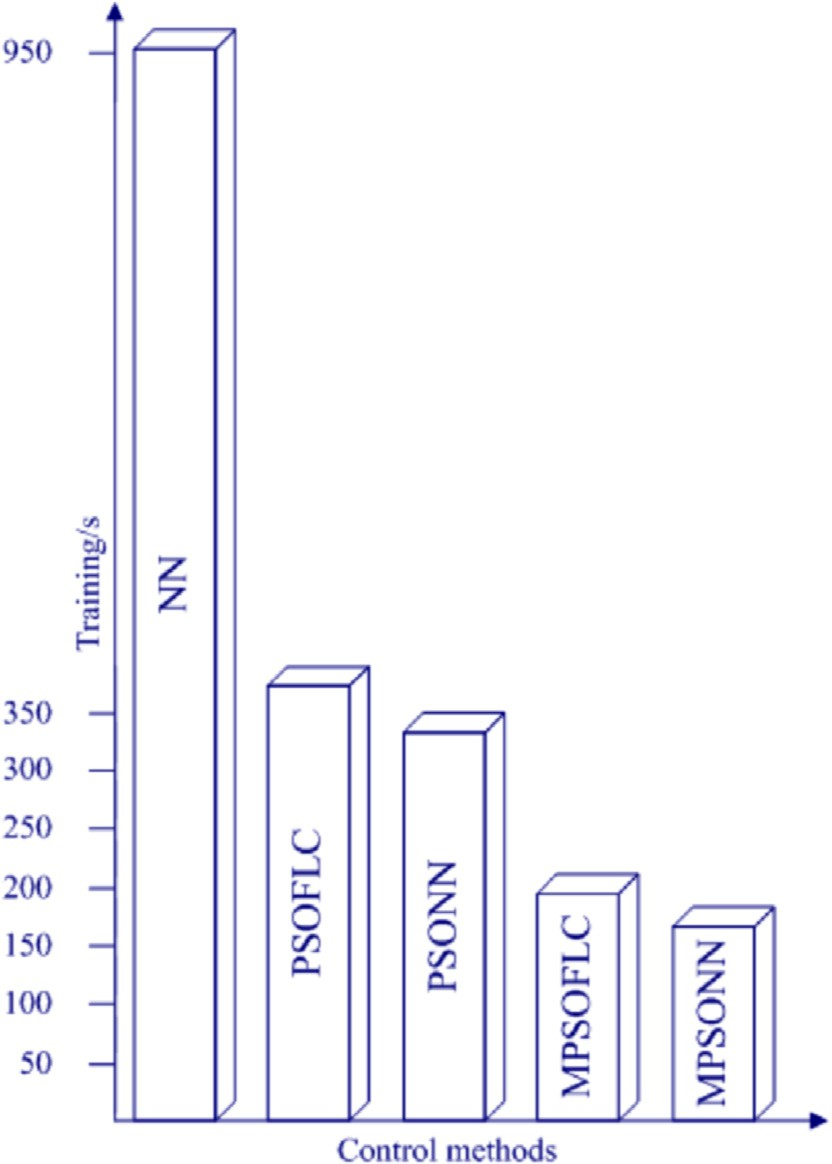 950
350
300
250
200
150
100
50
Training/s
NN
PSOFLC
PSONN
MPSOFLC
MPSONN
Control methods